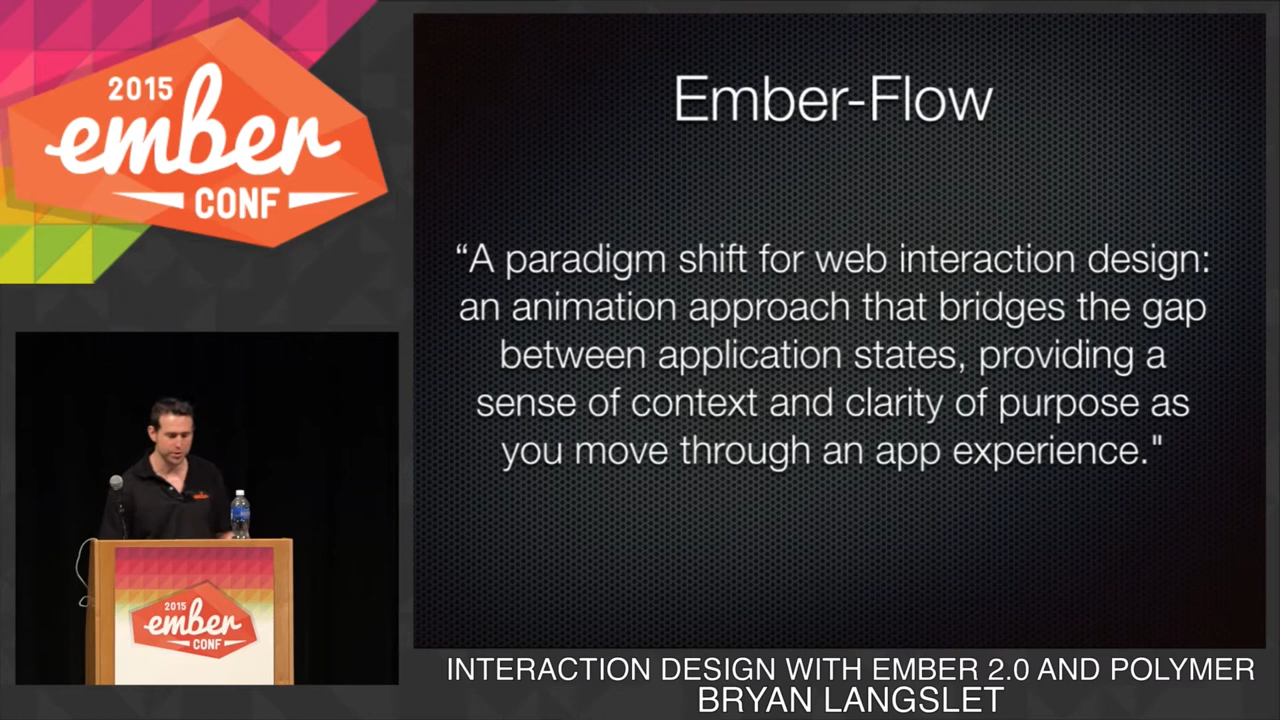 2015
ember
CONF
Ember-Flow
“A paradigm shift for web interaction design:
an animation approach that bridges the gap
between application states, providing a
sense of context and clarity of purpose as
you move through an app experience."
2015
ember
CONF
INTERACTION DESIGN WITH EMBER 2.0 AND POLYMER
BRYAN LANGSLET